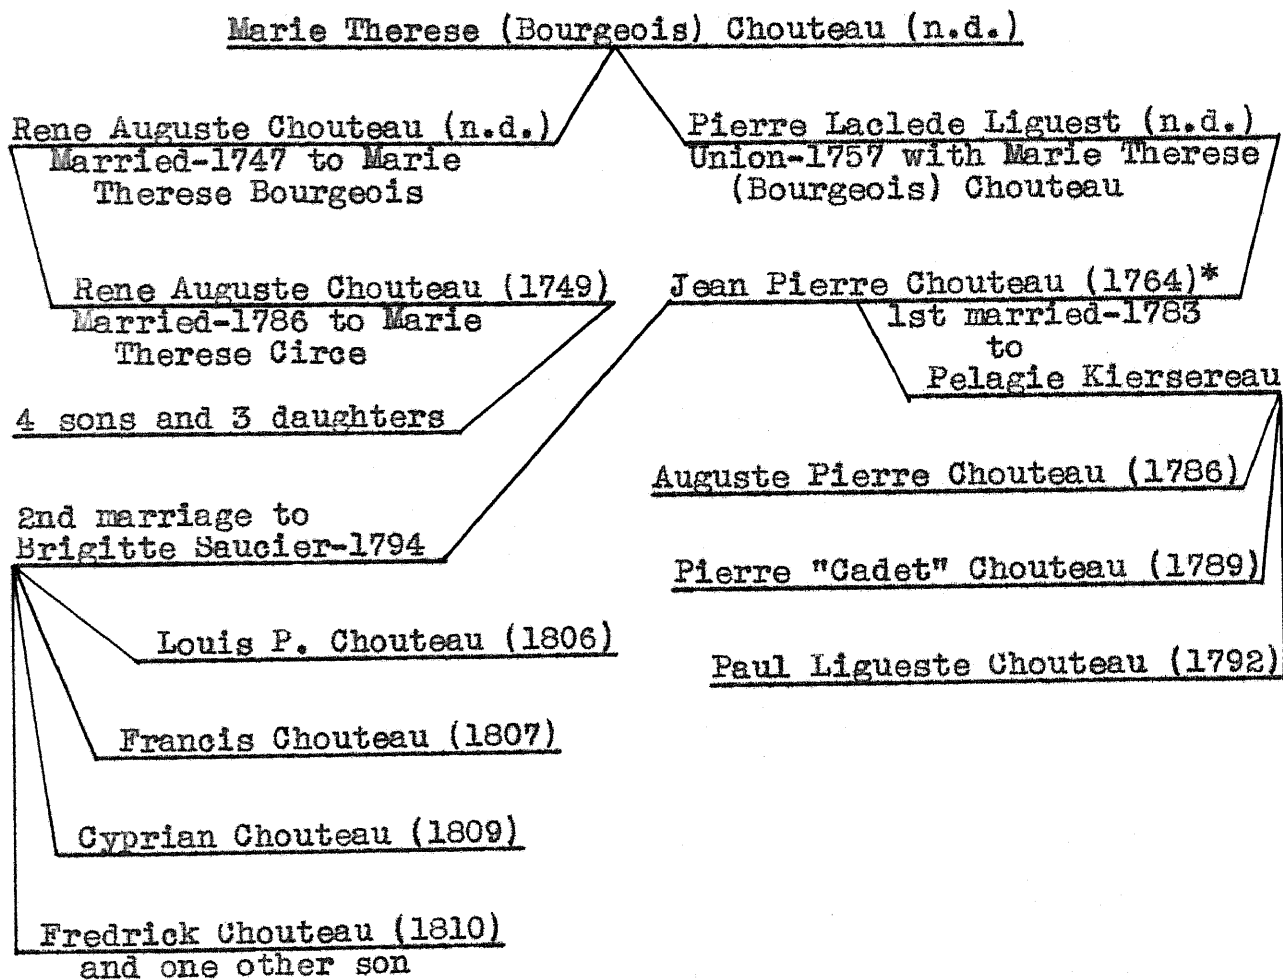 Marie Therese (Bourgeois) Chouteau (n.d.)
Rene Auguste Chouteau (n.d.)
Married-1747 to Marie
Therese Bourgeois
Pierre Laclede Liguest (n.d.)
Union-1757 with Marie Therese
(Bourgeois) Chouteau
Rene Auguste Chouteau (1749)
Married-1786 to Marie
Therese Circe
4 sons and 3 daughters
Jean Pierre Chouteau (1764)*
1st married-1783
to
Pelagie Kiersereau
Auguste Pierre Chouteau (1786)
Pierre "Cadet" Chouteau (1789)
Paul Ligueste Chouteau (1792)
2nd marriage to
Brigitte Saucier-1794
Louis P. Chouteau (1806)
Francis Chouteau (1807)
Cyprian Chouteau (1809)
Fredrick Chouteau (1810)
and one other son